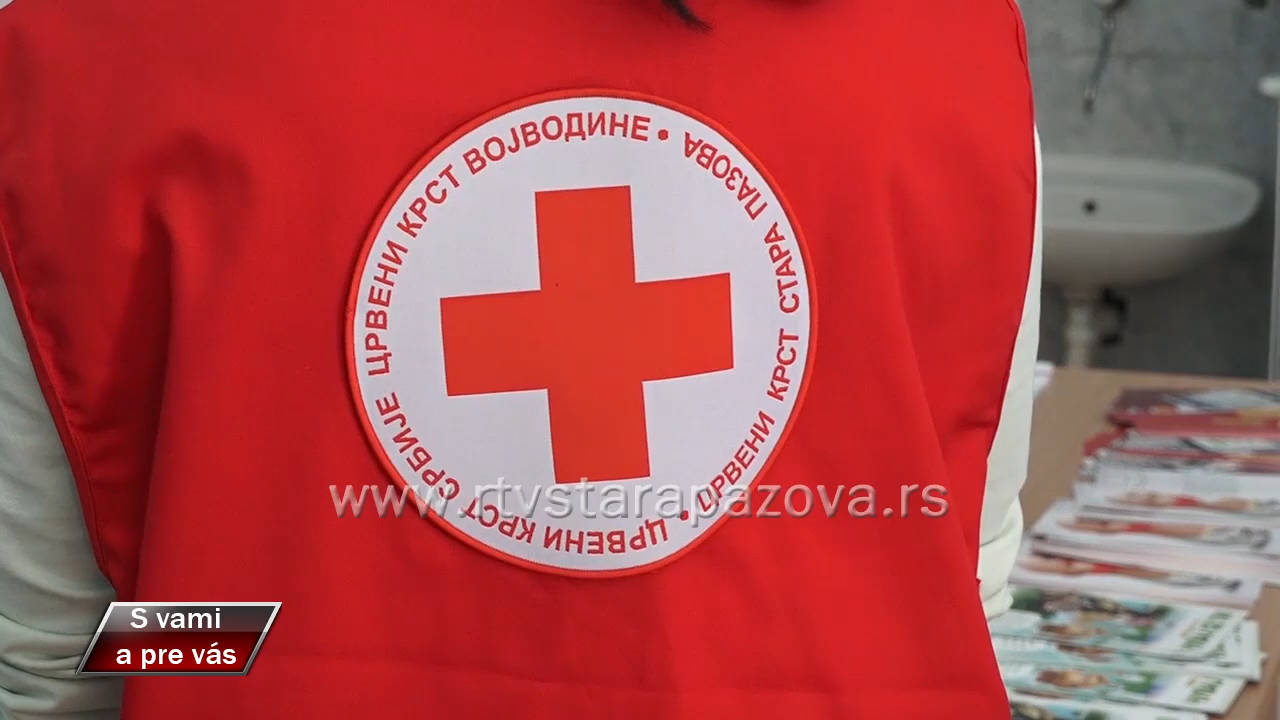 ЦРВЕНИ КРСТ СРБИЈЕ
ЦРВЕНИ КРСТ ВОЈВОДИНЕ •
ЦРВЕНИ КРСТ СТАРА ПАЗОВА •
www.rtvstarapazova.rs
S vami
a pre vás